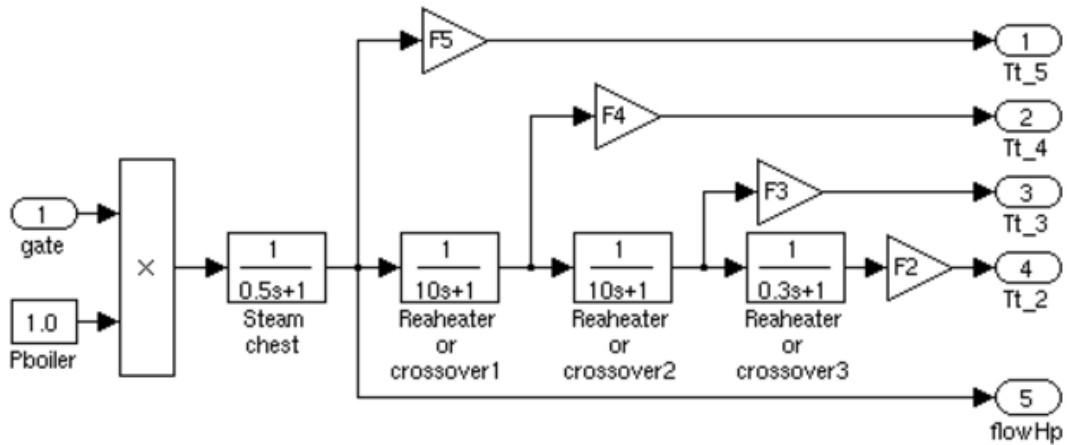 F5
1
Tt_5
F4
2
Tt_4
F3
3
Tt_3
1
gate
×
1
0.5s+1
Steam
chest
1
10s+1
Reaheater
or
crossover1
1
10s+1
Reaheater
or
crossover2
1
0.3s+1
Reaheater
or
crossover3
F2
4
Tt_2
1.0
Pboiler
5
flowHp